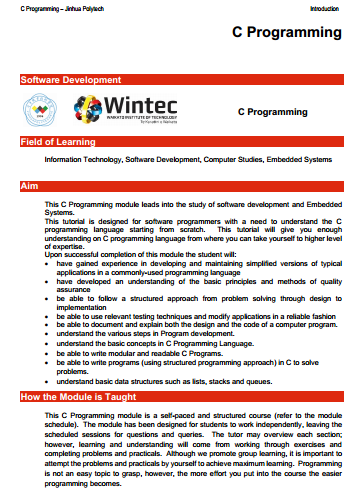 C Programming – Jinhua Polytech Introduction
C Programming
Software Development
Wintec
WAIKATO INSTITUTE OF TECHNOLOGY
Te Kuratini o Waikato
C Programming
Field of Learning
Information Technology, Software Development, Computer Studies, Embedded Systems
Aim
This C Programming module leads into the study of software development and Embedded
Systems.
This tutorial is designed for software programmers with a need to understand the C
programming language starting from scratch. This tutorial will give you enough
understanding on C programming language from where you can take yourself to higher level
of expertise.
Upon successful completion of this module the student will:
• have gained experience in developing and maintaining simplified versions of typical
applications in a commonly-used programming language
• have developed an understanding of the basic principles and methods of quality
assurance
• be able to follow a structured approach from problem solving through design to
implementation
• be able to use relevant testing techniques and modify applications in a reliable fashion
• be able to document and explain both the design and the code of a computer program.
• understand the various steps in Program development.
• understand the basic concepts in C Programming Language.
• be able to write modular and readable C Programs.
• be able to write programs (using structured programming approach) in C to solve
problems.
• understand basic data structures such as lists, stacks and queues.
How the Module is Taught
This C Programming module is a self-paced and structured course (refer to the module
schedule). The module has been designed for students to work independently, leaving the
scheduled sessions for questions and queries. The tutor may overview each section;
however, learning and understanding will come from working through exercises and
completing problems and practicals. Although we promote group learning, it is important to
attempt the problems and practicals by yourself to achieve maximum learning. Programming
is not an easy topic to grasp, however, the more effort you put into the course the easier
programming becomes.